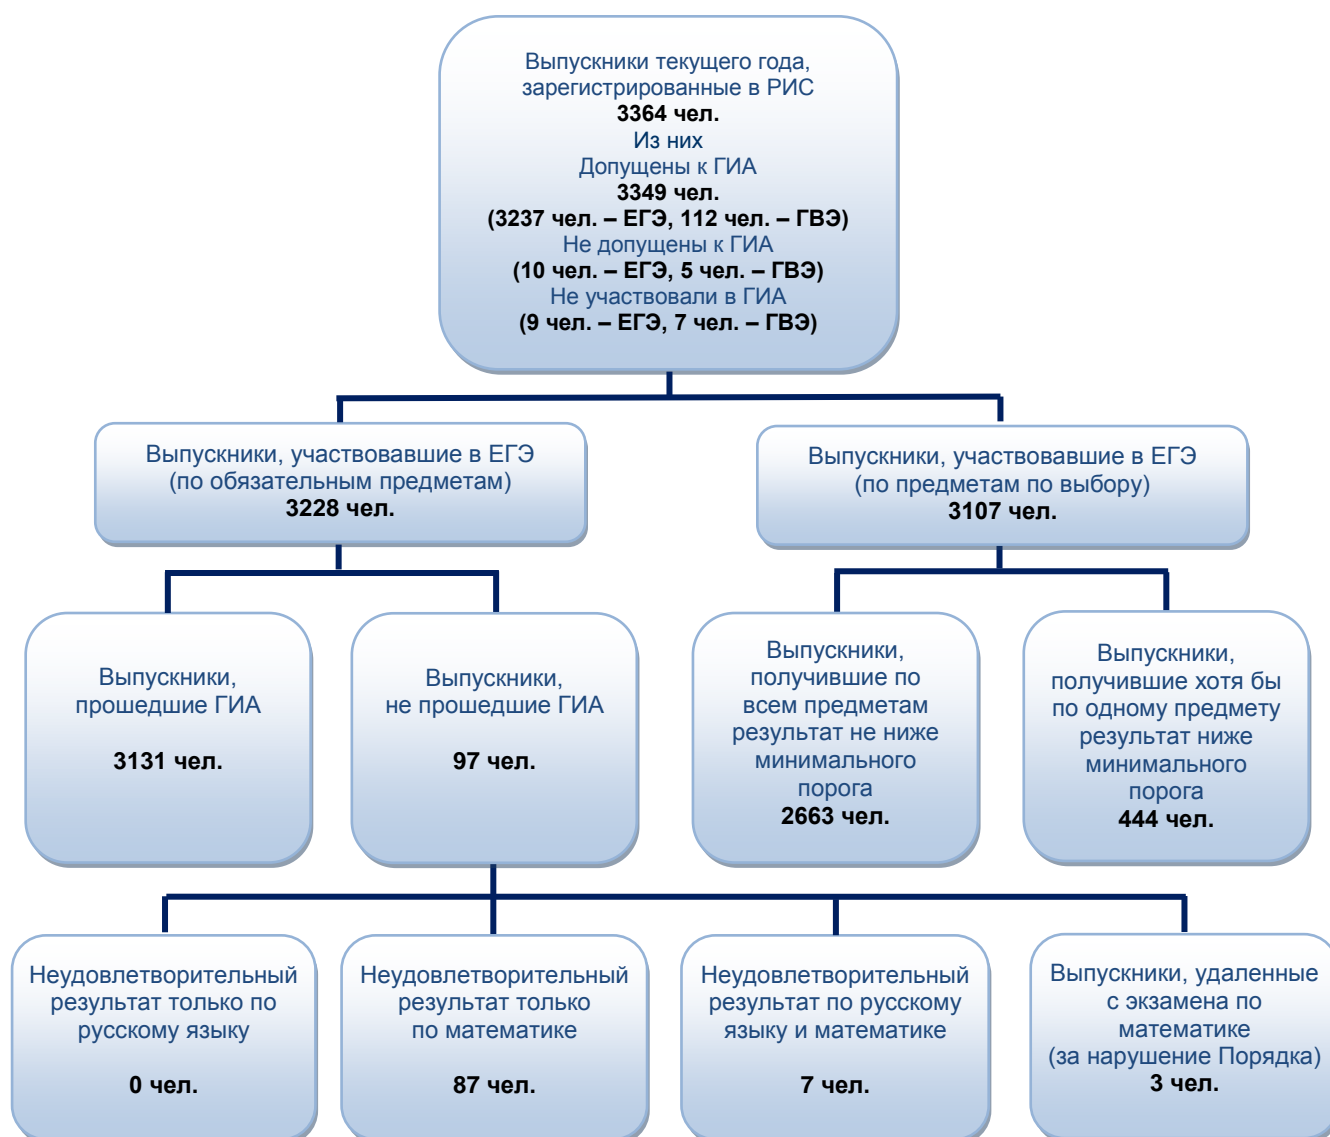 Выпускники текущего года,
зарегистрированные в РИС
3364 чел.
Из них
Допущены к ГИА
3349 чел.
(3237 чел. – ЕГЭ, 112 чел. – ГВЭ)
Не допущены к ГИА
(10 чел. – ЕГЭ, 5 чел. – ГВЭ)
Не участвовали в ГИА
(9 чел. – ЕГЭ, 7 чел. – ГВЭ)
Выпускники, участвовавшие в ЕГЭ
(по обязательным предметам)
3228 чел.
Выпускники, участвовавшие в ЕГЭ
(по предметам по выбору)
3107 чел.
Выпускники,
прошедшие ГИА
3131 чел.
Выпускники,
не прошедшие ГИА
97 чел.
Выпускники,
получившие по
всем предметам
результат не ниже
минимального
порога
2663 чел.
Выпускники,
получившие хотя бы
по одному предмету
результат ниже
минимального
порога
444 чел.
Неудовлетворительный
результат только по
русскому языку
0 чел.
Неудовлетворительный
результат только
по математике
87 чел.
Неудовлетворительный
результат по русскому
языку и математике
7 чел.
Выпускники, удаленные
с экзамена по
математике
(за нарушение Порядка)
3 чел.